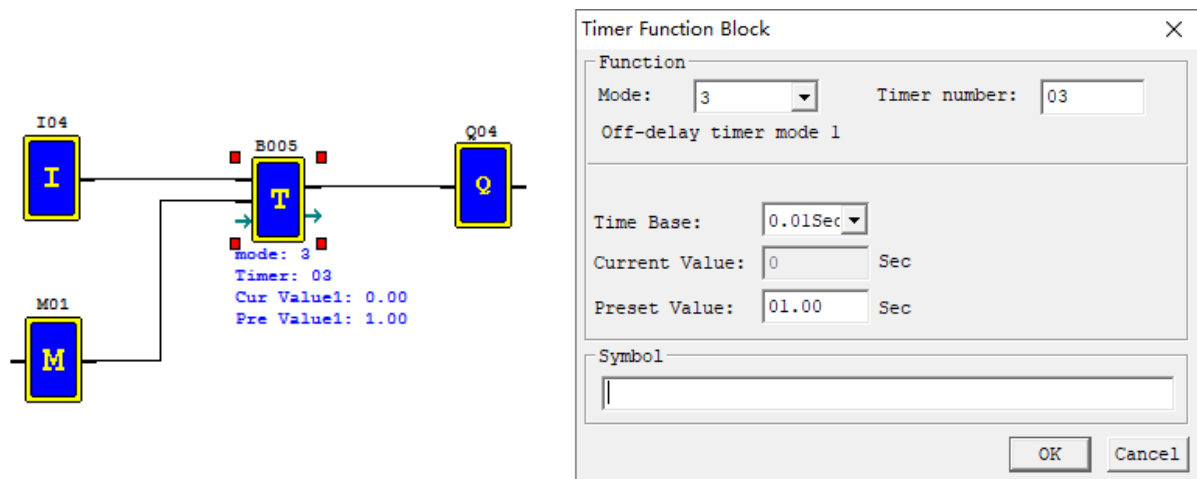 I04
I
B005
T
Q04
Q
mode: 3
Timer: 03
Cur Value1: 0.00
Pre Value1: 1.00
M01
M
Timer Function Block
Function
Mode: 3 Timer number: 03
Off-delay timer mode 1
Time Base: 0.01Sec
Current Value: 0 Sec
Preset Value: 01.00 Sec
Symbol
OK Cancel